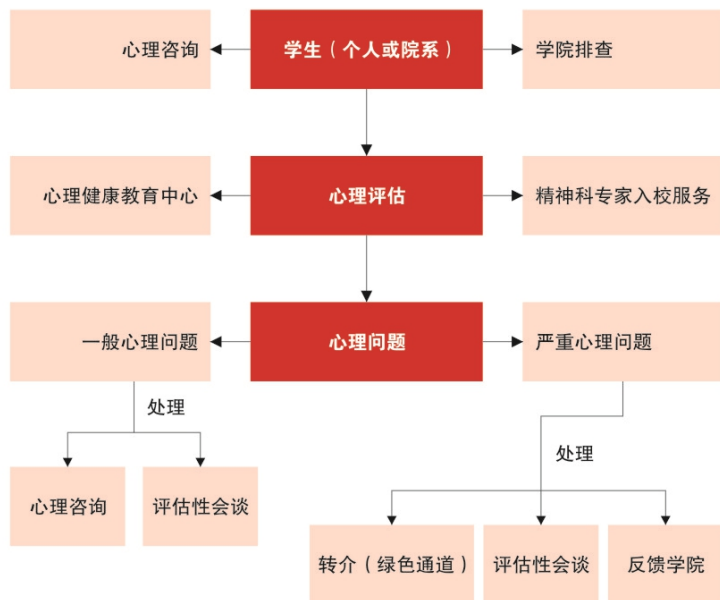 心理咨询
学生（个人或院系）
学院排查
心理健康教育中心
心理评估
精神科专家入校服务
一般心理问题
心理问题
严重心理问题
处理
处理
心理咨询
评估性会谈
转介（绿色通道）
评估性会谈
反馈学院